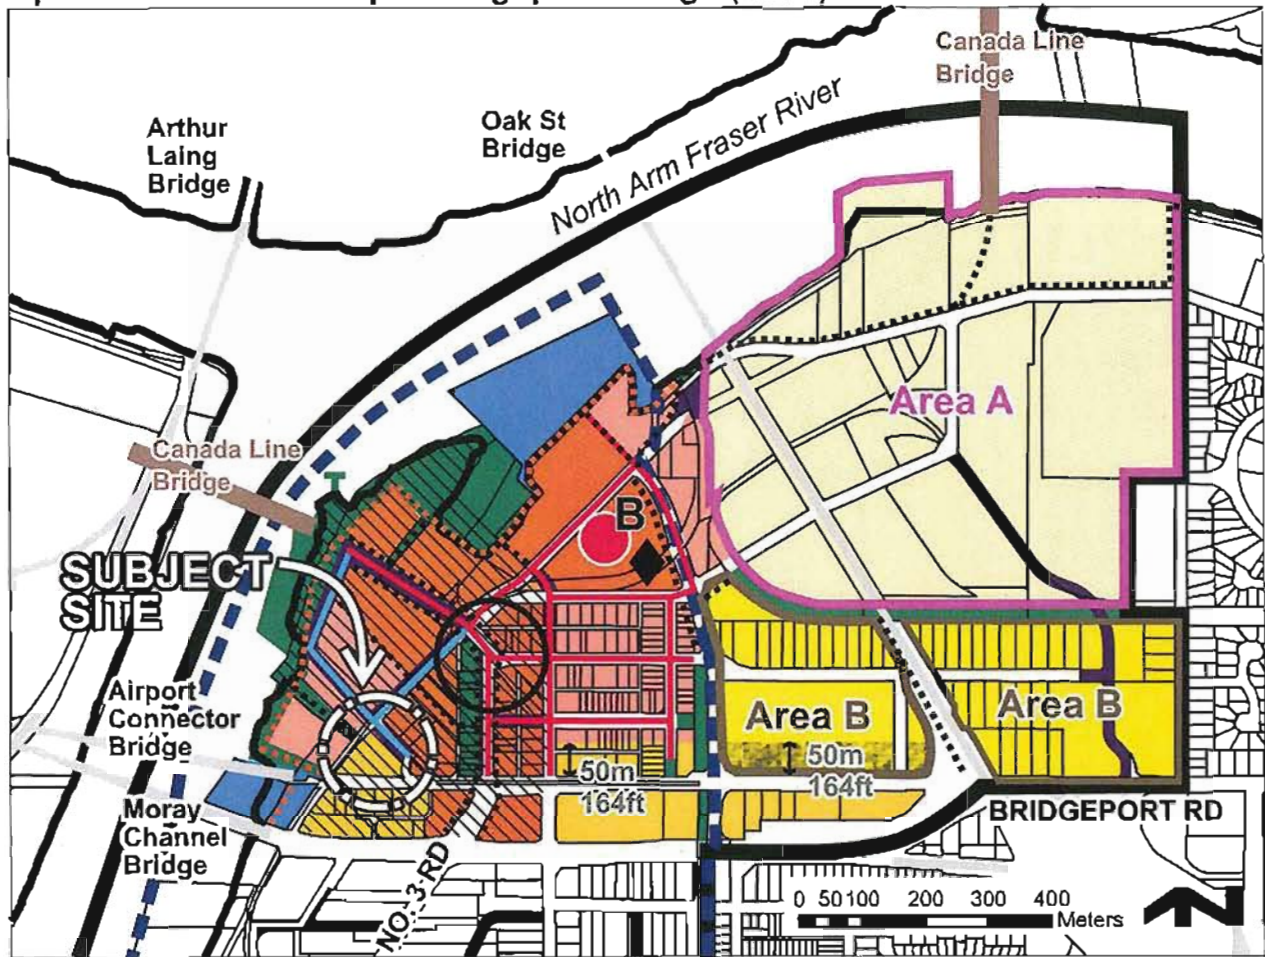 Canada Line
Bridge
Arthur
Laing
Bridge
Oak St
Bridge
North Arm Fraser River
Area A
Canada Line
Bridge
T
B
SUBJECT
SITE
Airport
Connector
Bridge
Area B
Area B
50m
164ft
50m
164ft
Moray
Channel
Bridge
BRIDGEPORT RD
NO. 3 RD
0 50 100 200 300 400
Meters
N